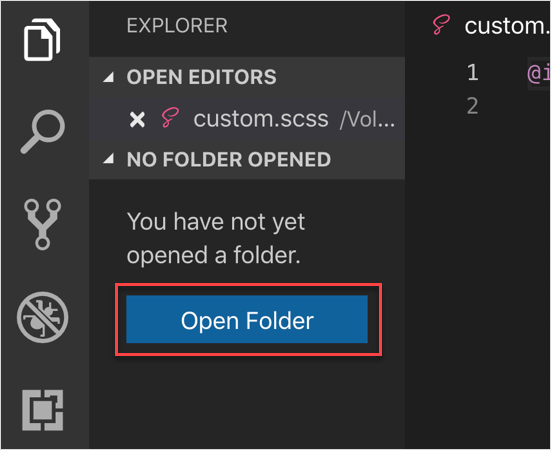 EXPLORER
OPEN EDITORS
custom.scss /Vol...
NO FOLDER OPENED
You have not yet
opened a folder.
Open Folder
custom.
1 @i
2